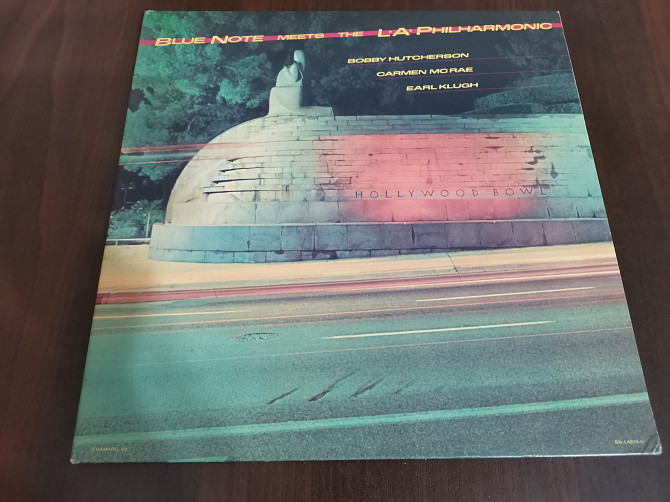 BLUE NOTE MEETS THE L•A• PHILHARMONIC
BOBBY HUTCHERSON
CARMEN MC RAE
EARL KLUGH
HOLLYWOOD BOWL